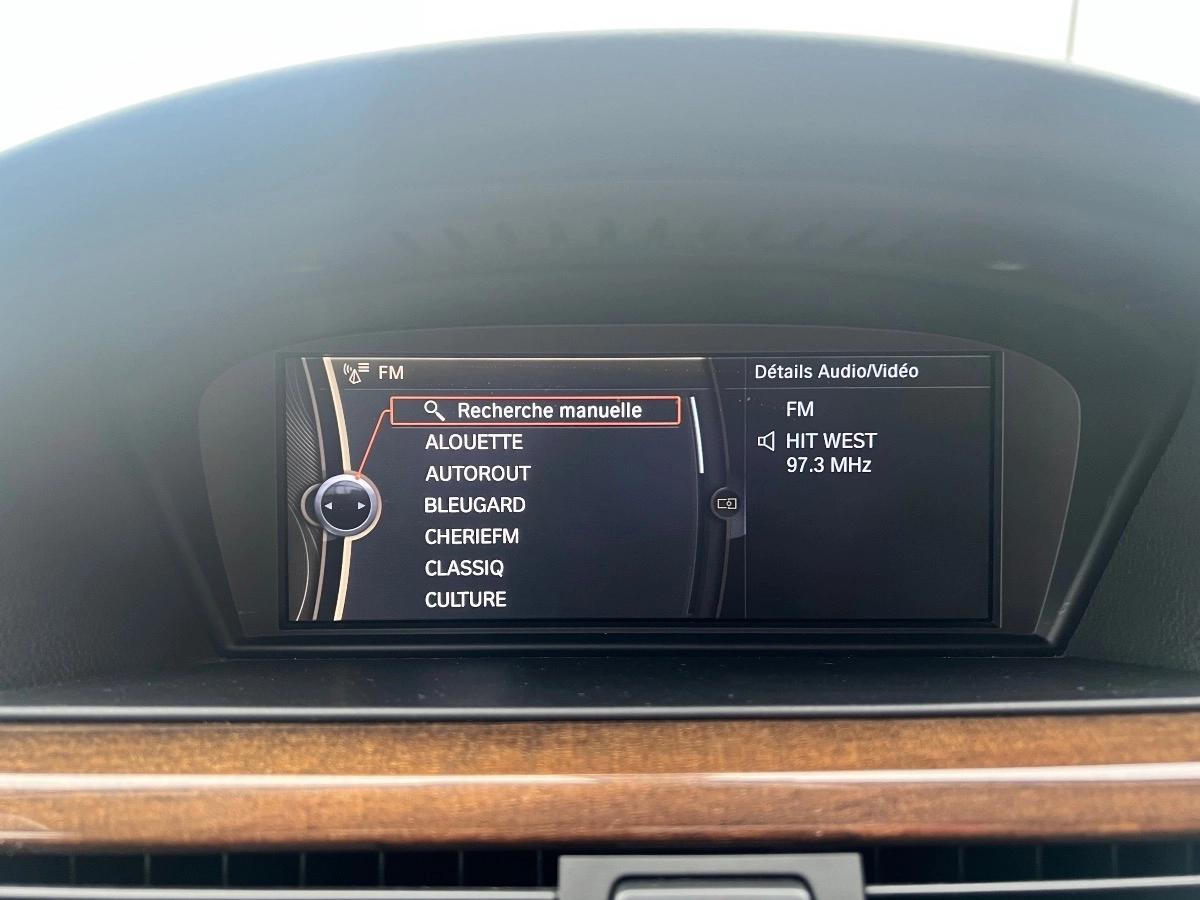 FM
Recherche manuelle
ALOUETTE
AUTOROUT
BLEUGARD
CHERIEFM
CLASSIQ
CULTURE
Détails Audio/Vidéo
FM
HIT WEST
97.3 MHz